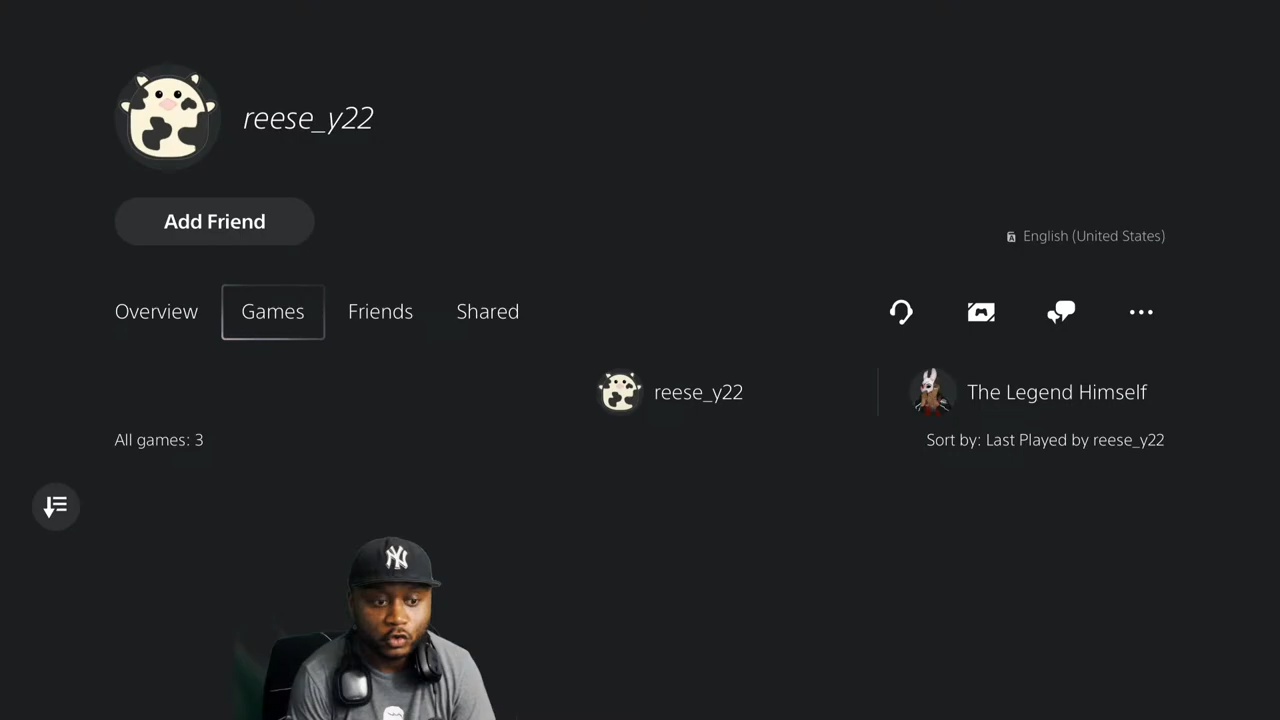 reese_y22
Add Friend
English (United States)
Overview Games Friends Shared
reese_y22 The Legend Himself
All games: 3 Sort by: Last Played by reese_y22
NY